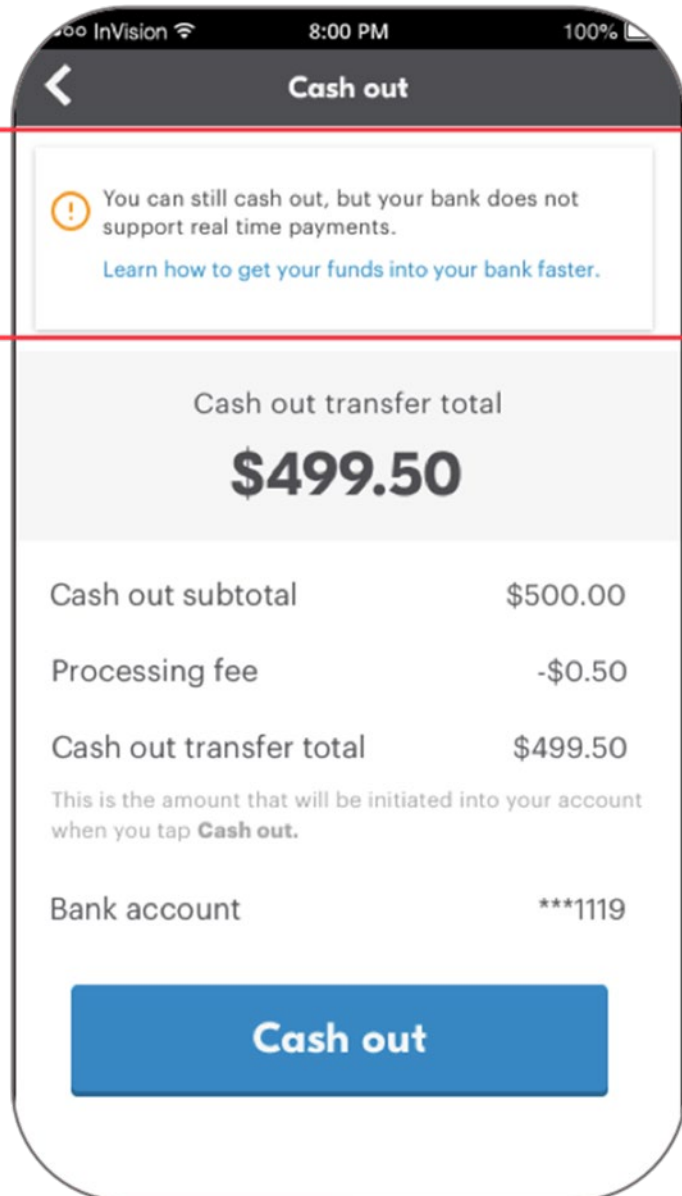 InVision 8:00 PM 100%
Cash out
You can still cash out, but your bank does not
support real time payments.
Learn how to get your funds into your bank faster.
Cash out transfer total
$499.50
Cash out subtotal $500.00
Processing fee -$0.50
Cash out transfer total $499.50
This is the amount that will be initiated into your account
when you tap Cash out.
Bank account ***1119
Cash out